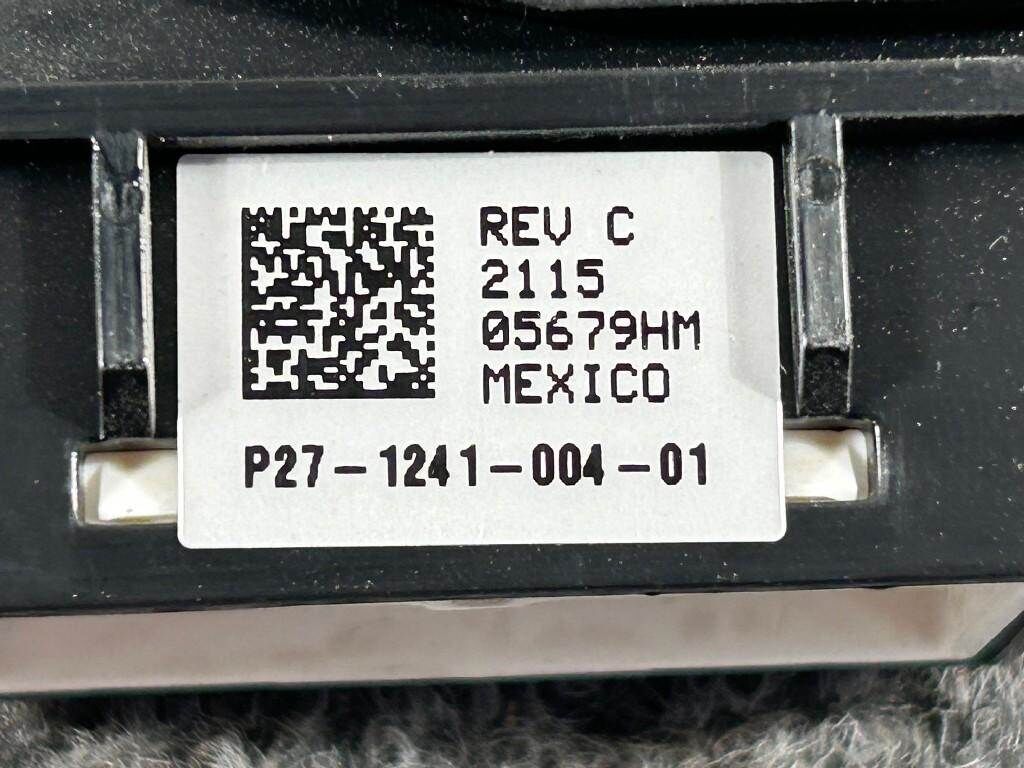 REV C
2115
05679HM
MEXICO
P27-1241-004-01